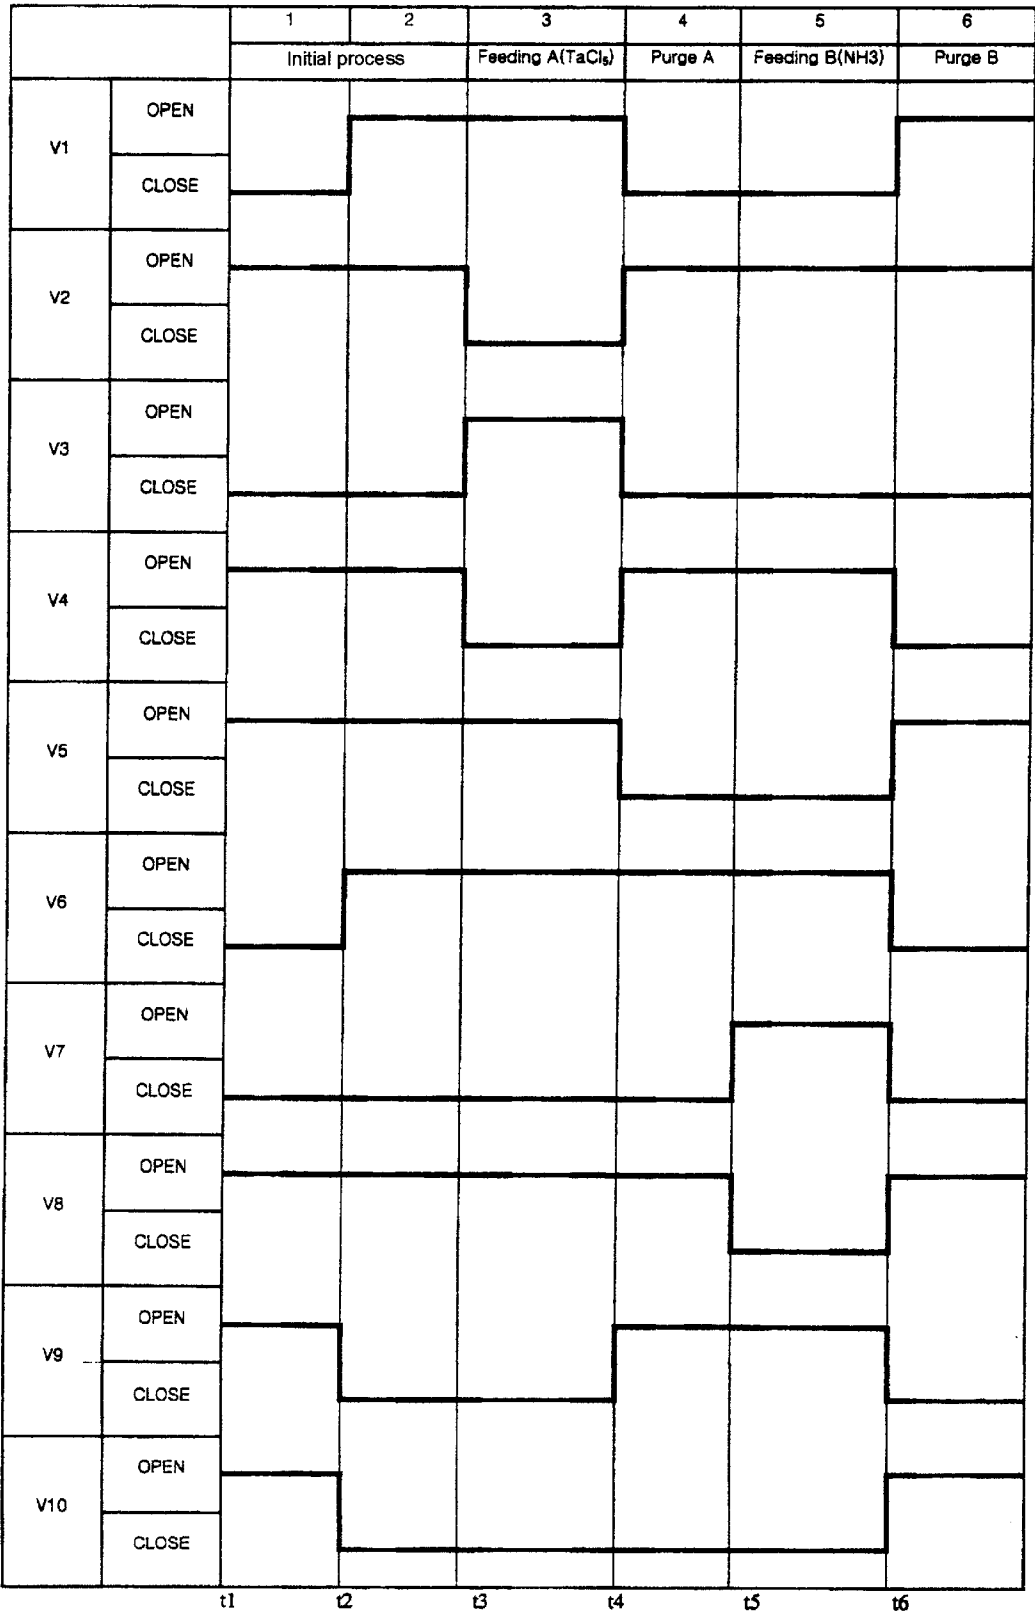 1 2 3 4 5 6
Initial process Feeding A(TaCl₅) Purge A Feeding B(NH3) Purge B
OPEN
V1
CLOSE
OPEN
V2
CLOSE
OPEN
V3
CLOSE
OPEN
V4
CLOSE
OPEN
V5
CLOSE
OPEN
V6
CLOSE
OPEN
V7
CLOSE
OPEN
V8
CLOSE
OPEN
V9
CLOSE
OPEN
V10
CLOSE
t1 t2 t3 t4 t5 t6